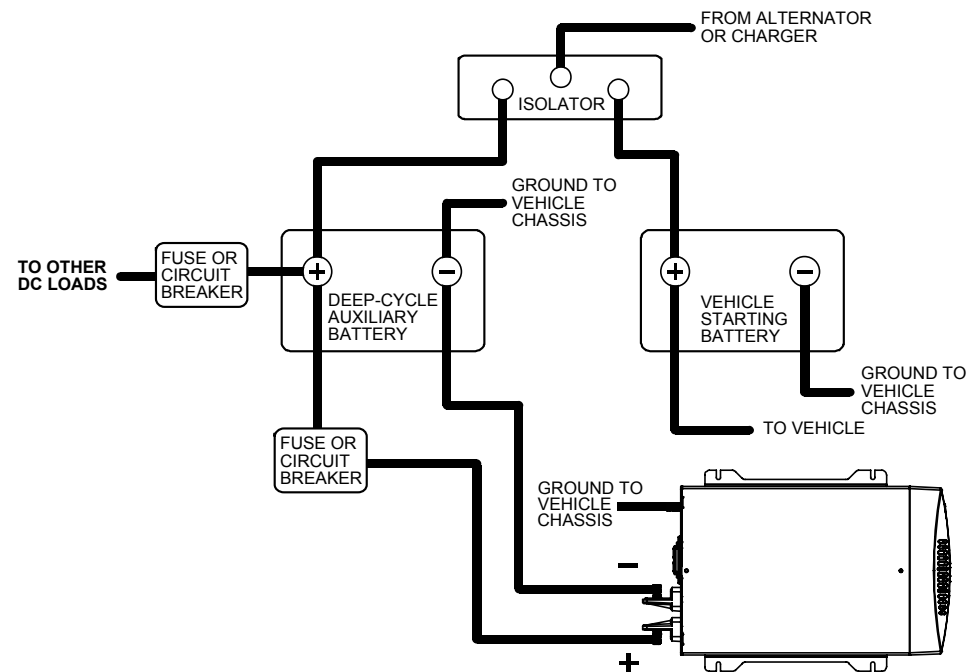 FROM ALTERNATOR
OR CHARGER
ISOLATOR
GROUND TO
VEHICLE
CHASSIS
TO OTHER
DC LOADS
FUSE OR
CIRCUIT
BREAKER
+
−
DEEP-CYCLE
AUXILIARY
BATTERY
+
−
VEHICLE
STARTING
BATTERY
GROUND TO
VEHICLE
CHASSIS
TO VEHICLE
FUSE OR
CIRCUIT
BREAKER
GROUND TO
VEHICLE
CHASSIS
−
+